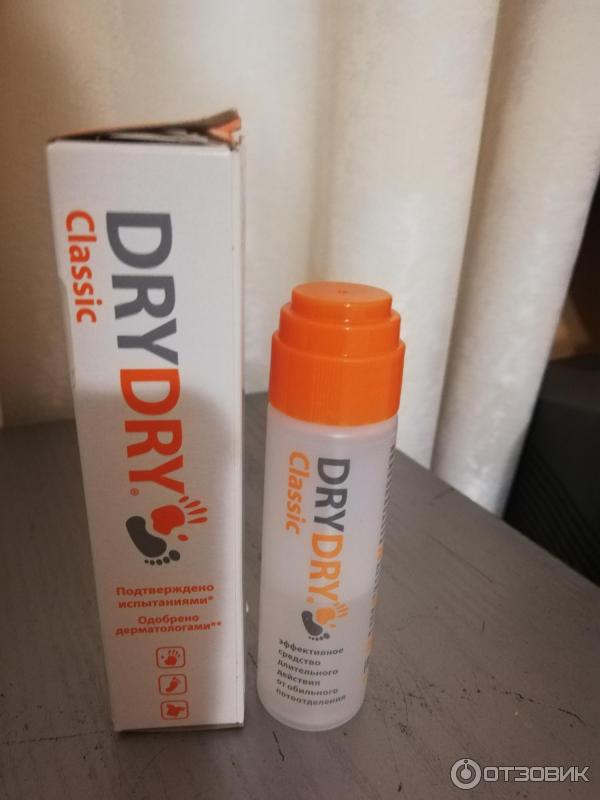 DRYDRY®
Classic
Подтверждено
испытаниями*
Одобрено
дерматологами**
DRYDRY®
Classic
эффективное
средство
длительного
действия
от обильного
потоотделения
ОТЗОВИК